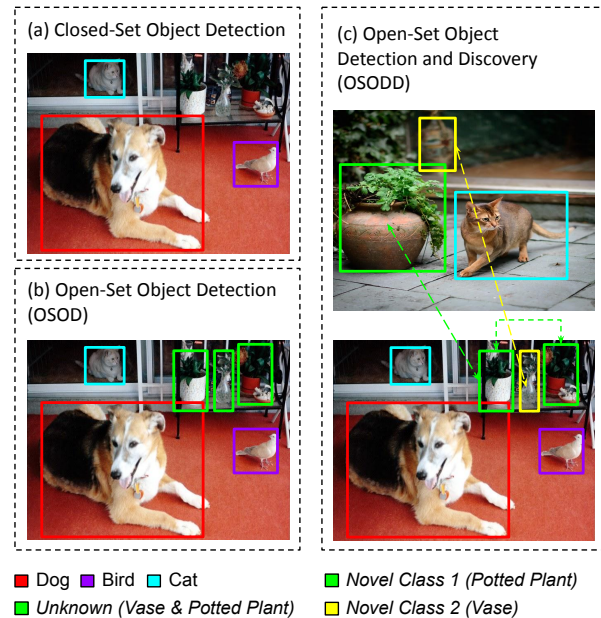 (a) Closed-Set Object Detection
(b) Open-Set Object Detection
(OSOD)
(c) Open-Set Object
Detection and Discovery
(OSODD)
Dog Bird Cat
Unknown (Vase & Potted Plant)
Novel Class 1 (Potted Plant)
Novel Class 2 (Vase)